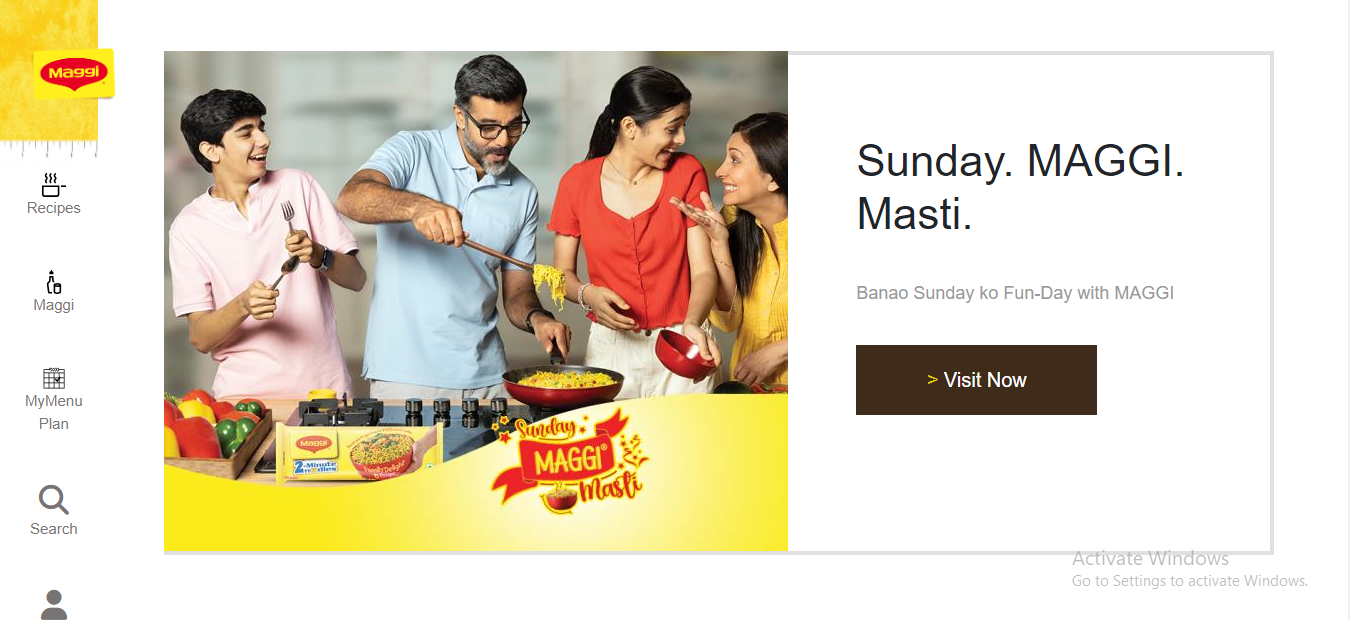 Maggi
Recipes
Maggi
MyMenu
Plan
Search
Maggi
2-Minute
Noodles
Sunday
MAGGI®
Masti
Sunday. MAGGI.
Masti.
Banao Sunday ko Fun-Day with MAGGI
> Visit Now
Activate Windows
Go to Settings to activate Windows.